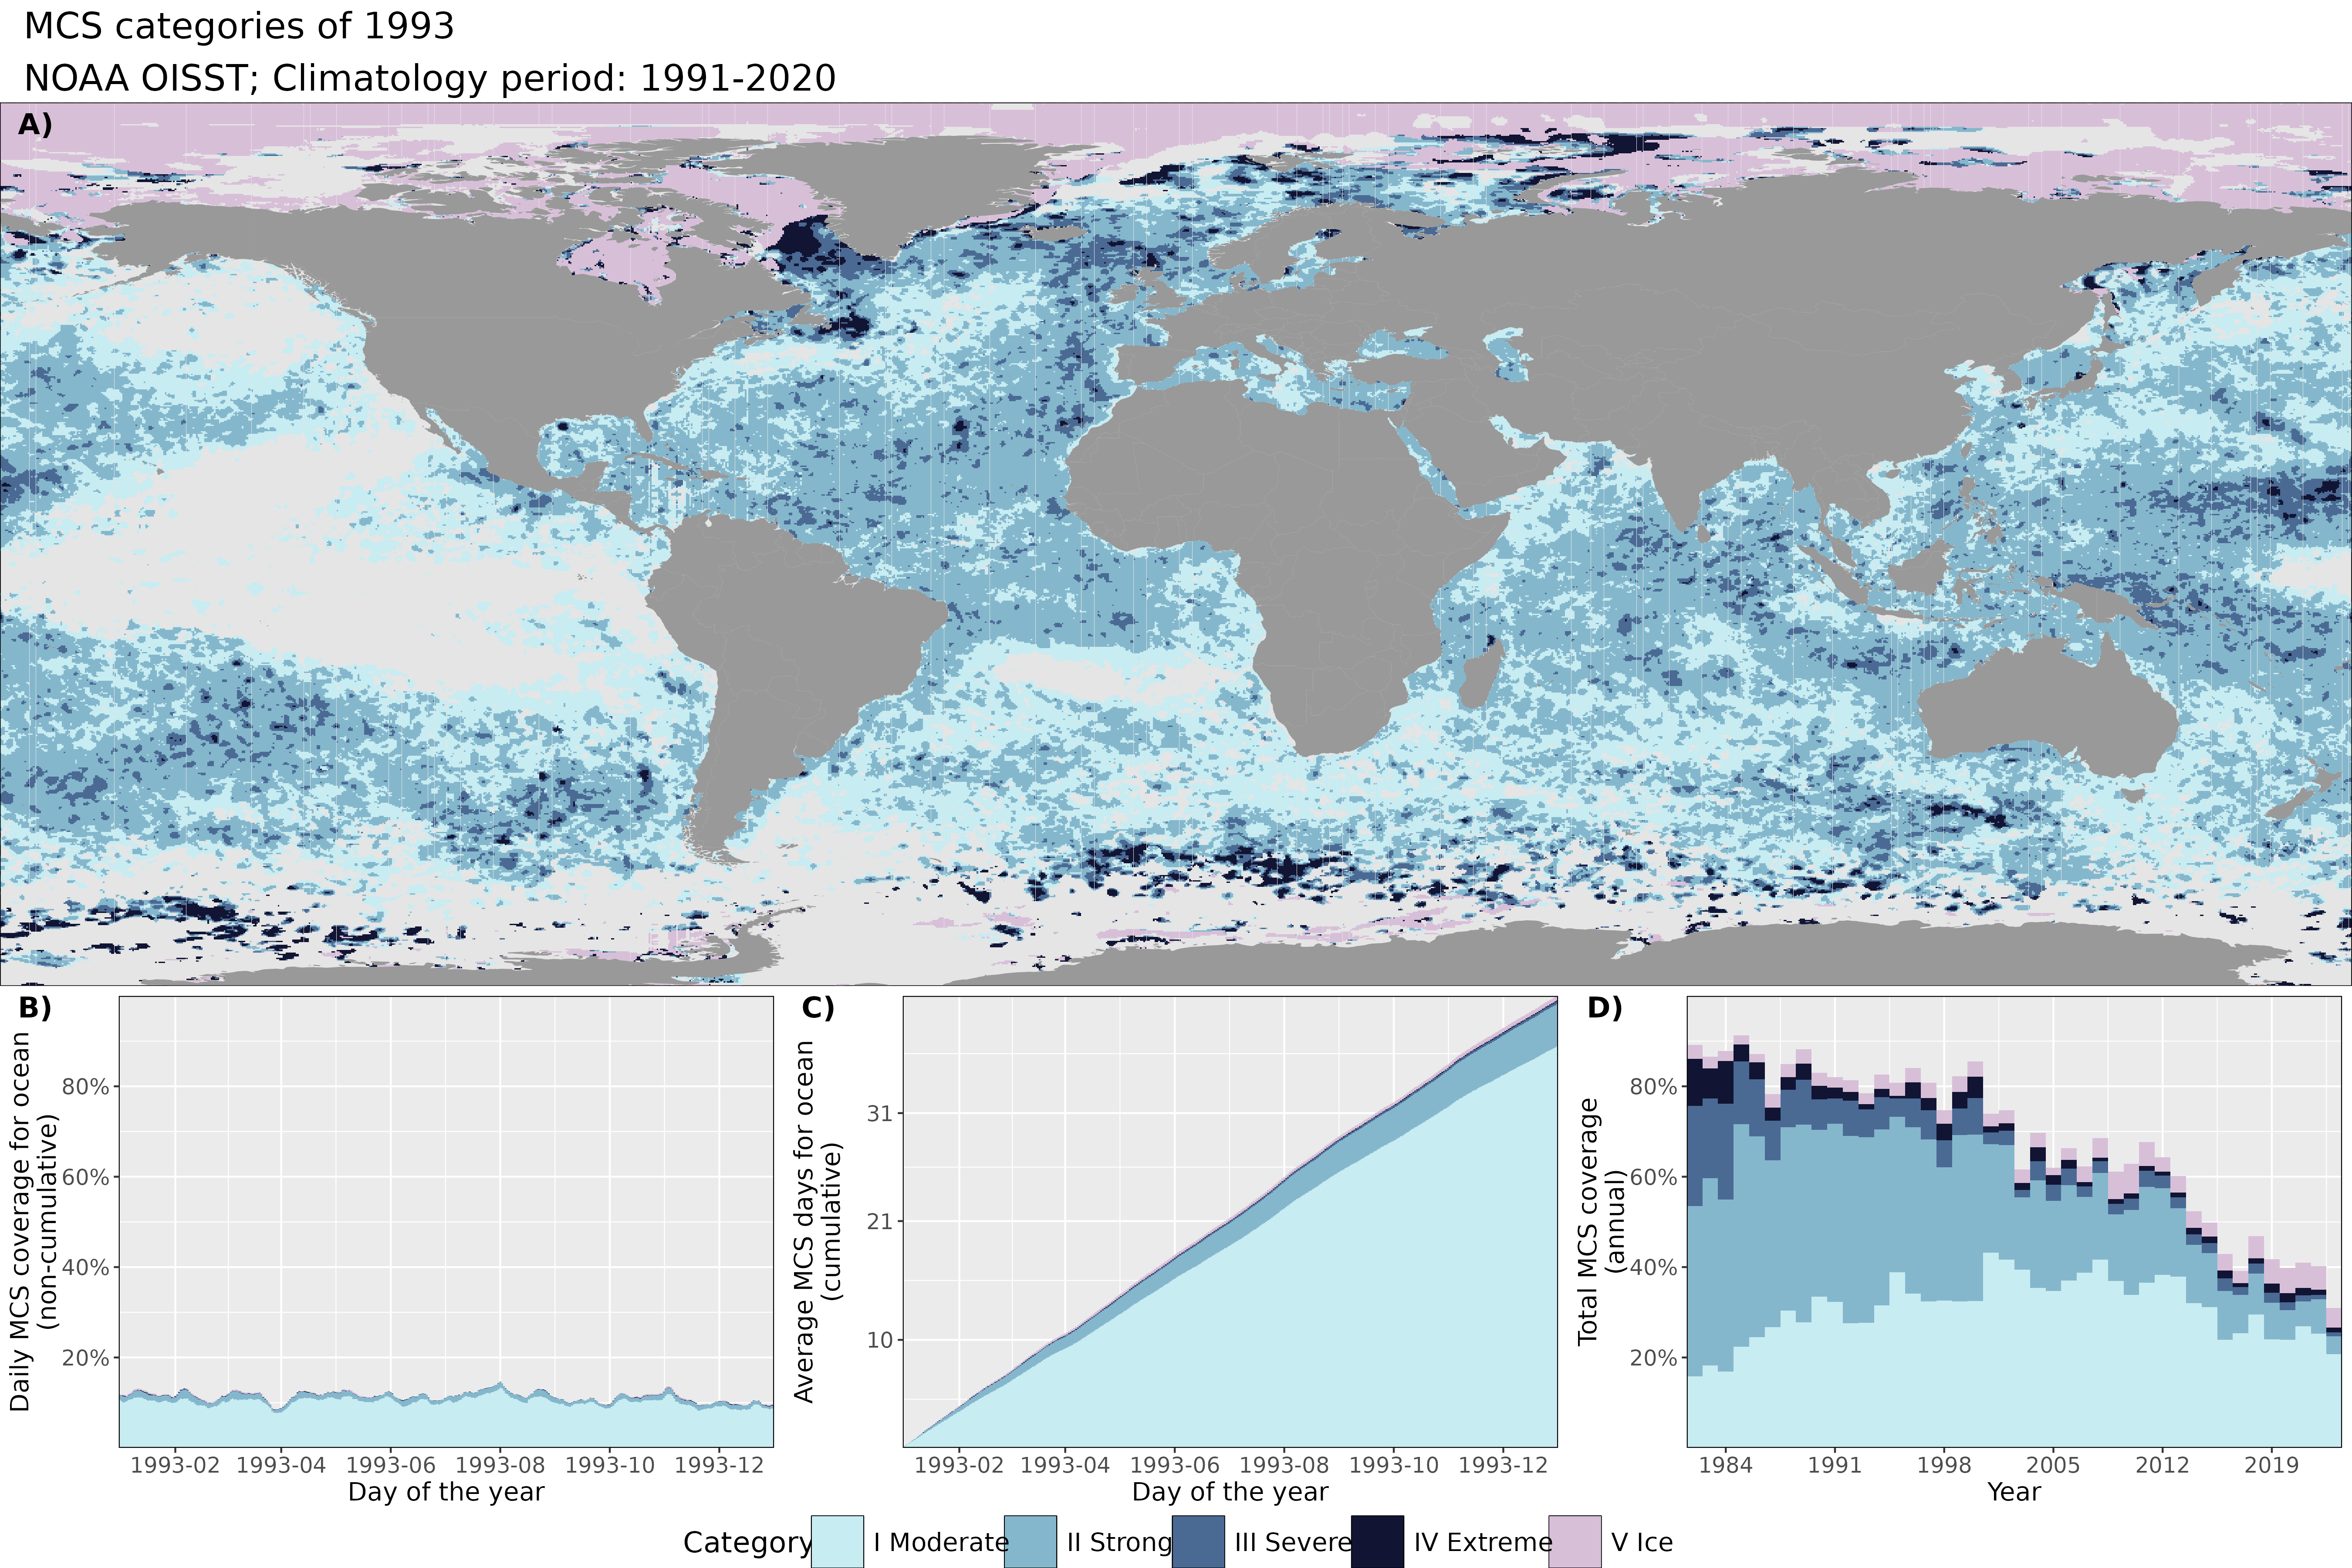 MCS categories of 1993
NOAA OISST; Climatology period: 1991-2020
A)
B)
Daily MCS coverage for ocean
(non-cumulative)
80%
60%
40%
20%
1993-02 1993-04 1993-06 1993-08 1993-10 1993-12
Day of the year
C)
Average MCS days for ocean
(cumulative)
31
21
10
1993-02 1993-04 1993-06 1993-08 1993-10 1993-12
Day of the year
D)
Total MCS coverage
(annual)
80%
60%
40%
20%
1984 1991 1998 2005 2012 2019
Year
Category I Moderate II Strong III Severe IV Extreme V Ice